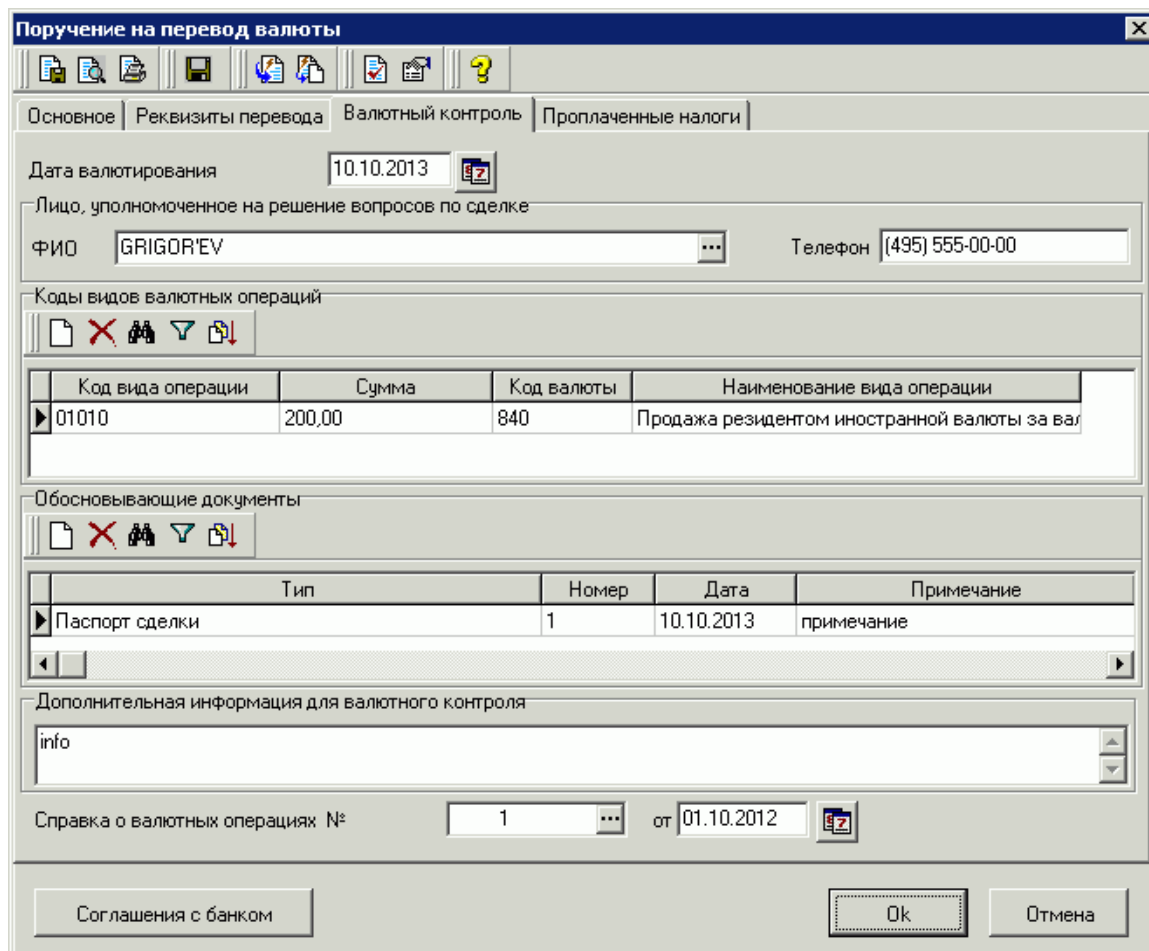 Поручение на перевод валюты
Основное Реквизиты перевода Валютный контроль Проплаченные налоги
Дата валютирования 10.10.2013
Лицо, уполномоченное на решение вопросов по сделке
ФИО GRIGOR'EV Телефон (495) 555-00-00
Коды видов валютных операций
Код вида операции Сумма Код валюты Наименование вида операции
01010 200,00 840 Продажа резидентом иностранной валюты за вал
Обосновывающие документы
Тип Номер Дата Примечание
Паспорт сделки 1 10.10.2013 примечание
Дополнительная информация для валютного контроля
info
Справка о валютных операциях № 1 от 01.10.2012
Соглашения с банком Ok Отмена